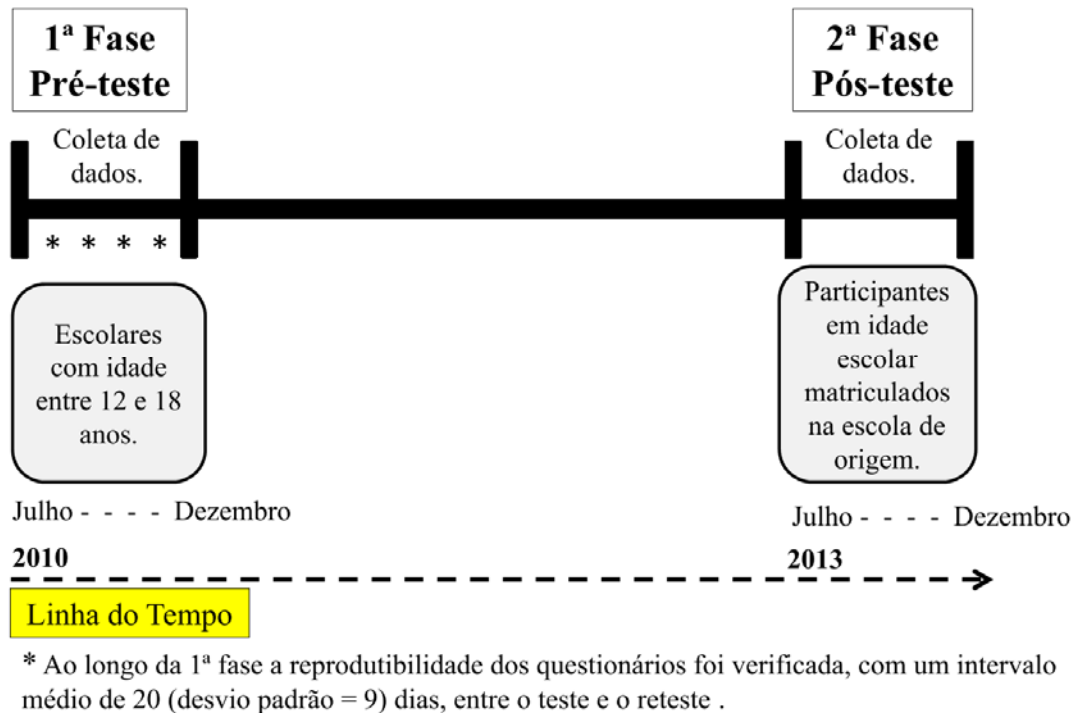 1ª Fase
Pré-teste
2ª Fase
Pós-teste
Coleta de
dados.
Coleta de
dados.
* * * *
Escolares
com idade
entre 12 e 18
anos.
Participantes
em idade
escolar
matriculados
na escola de
origem.
Julho - - - - Dezembro
Julho - - - - Dezembro
2010
2013
Linha do Tempo
* Ao longo da 1ª fase a reprodutibilidade dos questionários foi verificada, com um intervalo
médio de 20 (desvio padrão = 9) dias, entre o teste e o reteste .